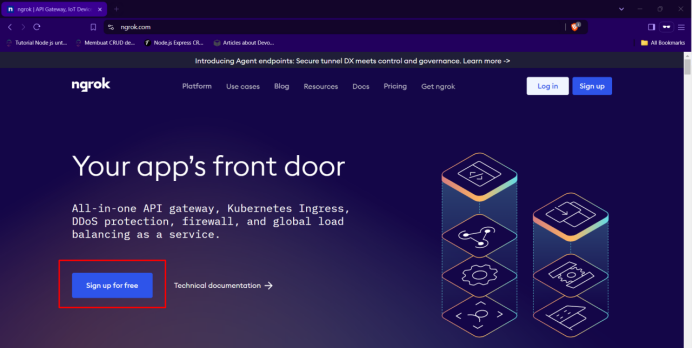 ngrok | API Gateway, IoT Devic
ngrok.com
Tutorial Node js unt...
Membuat CRUD de...
Node.js Express CR...
Articles about Devo...
All Bookmarks
Introducing Agent endpoints: Secure tunnel DX meets control and governance. Learn more ->
ngrok
Platform
Use cases
Blog
Resources
Docs
Pricing
Get ngrok
Log in
Sign up
Your app's front door
All-in-one API gateway, Kubernetes Ingress,
DDoS protection, firewall, and global load
balancing as a service.
Sign up for free
Technical documentation →